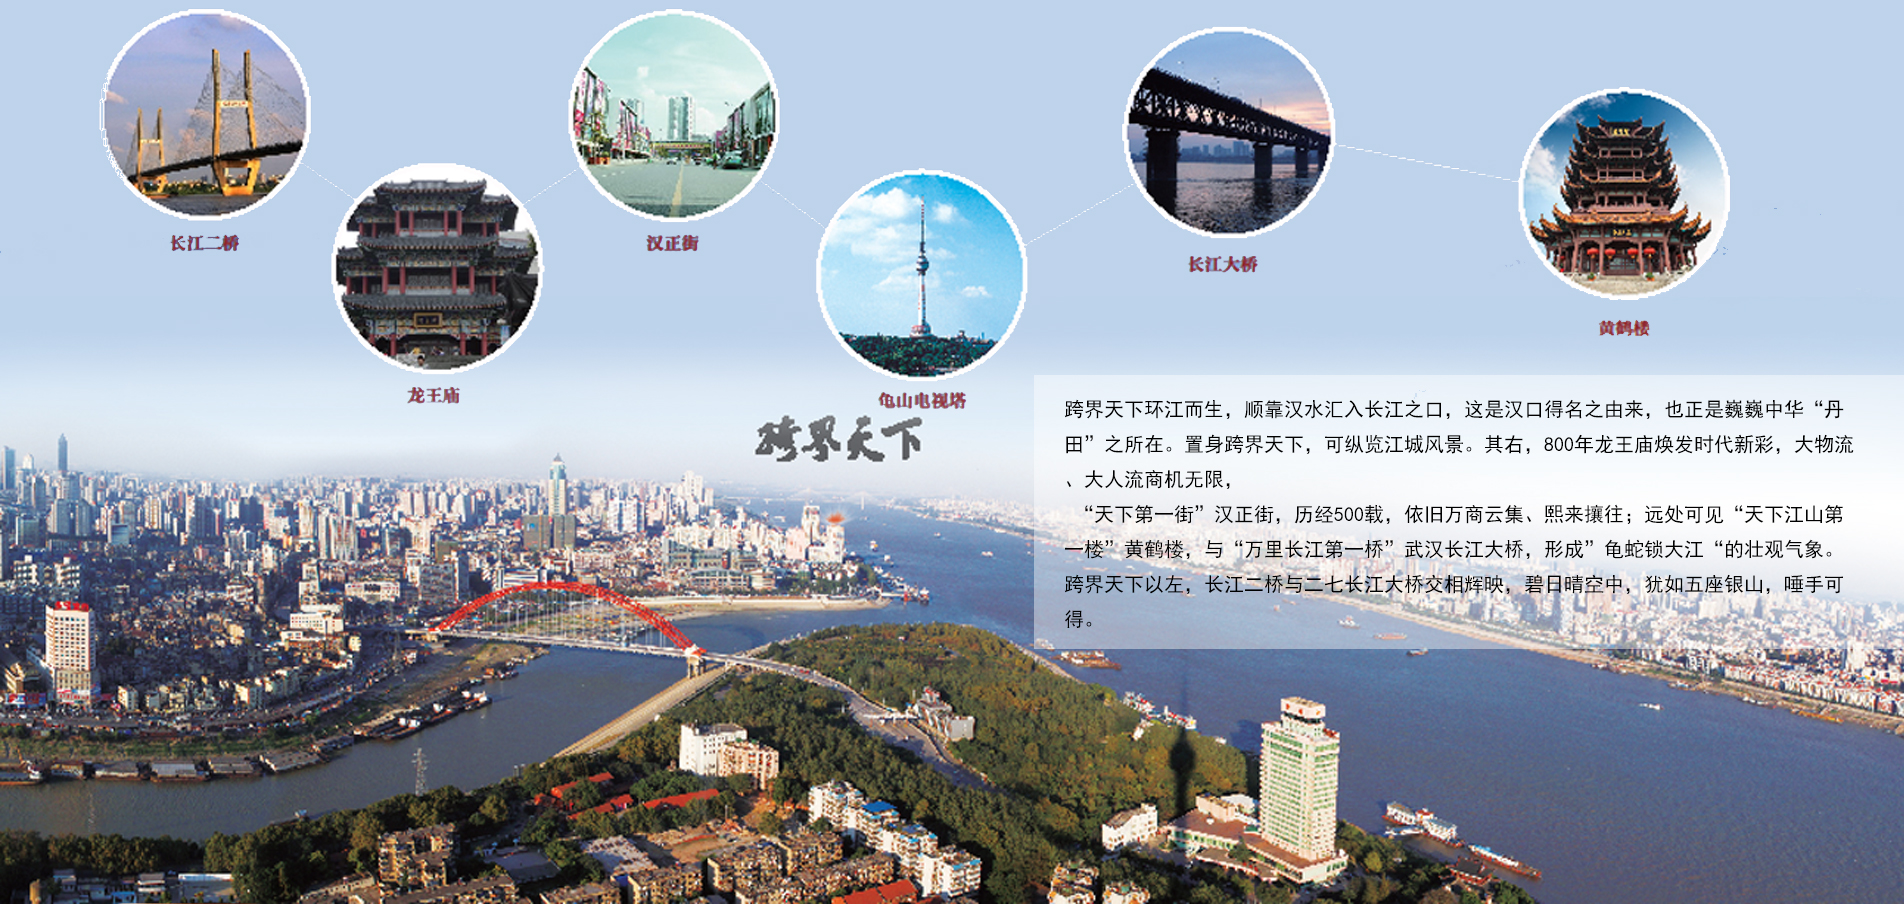 长江二桥
汉正街
长江大桥
黄鹤楼
龙王庙
龟山电视塔
跨界天下
跨界天下环江而生，顺靠汉水汇入长江之口，这是汉口得名之由来，也正是巍巍中华“丹
田”之所在。置身跨界天下，可纵览江城风景。其右，800年龙王庙焕发时代新彩，大物流
、大人流商机无限，
“天下第一街”汉正街，历经500载，依旧万商云集、熙来攘往；远处可见“天下江山第
一楼”黄鹤楼，与“万里长江第一桥”武汉长江大桥，形成”龟蛇锁大江“的壮观气象。
跨界天下以左，长江二桥与二七长江大桥交相辉映，碧日晴空中，犹如五座银山，唾手可
得。